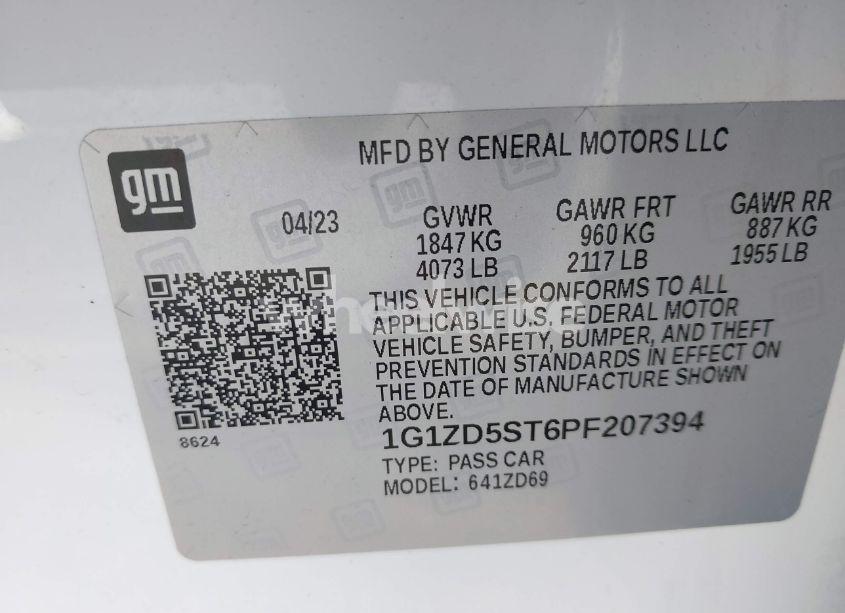 MFD BY GENERAL MOTORS LLC
gm
04/23
GVWR
1847 KG
4073 LB
GAWR FRT
960 KG
2117 LB
GAWR RR
887 KG
1955 LB
THIS VEHICLE CONFORMS TO ALL
APPLICABLE U.S. FEDERAL MOTOR
VEHICLE SAFETY, BUMPER, AND THEFT
PREVENTION STANDARDS IN EFFECT ON
THE DATE OF MANUFACTURE SHOWN
ABOVE.
8624
1G1ZD5ST6PF207394
TYPE: PASS CAR
MODEL: 641ZD69